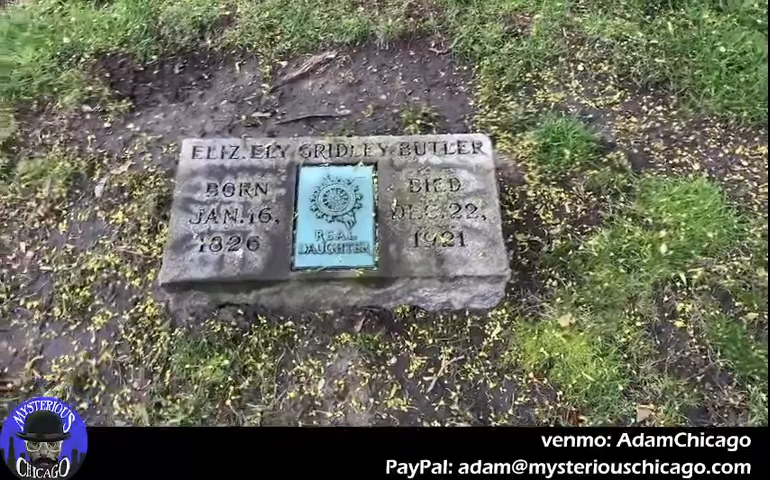 ELIZ. ELY GRIDLEY BUTLER
BORN
JAN. 16,
1826
REAL
DAUGHTER
DIED
DEC. 22,
1921
MYSTERIOUS
CHICAGO
venmo: AdamChicago
PayPal: adam@mysteriouschicago.com